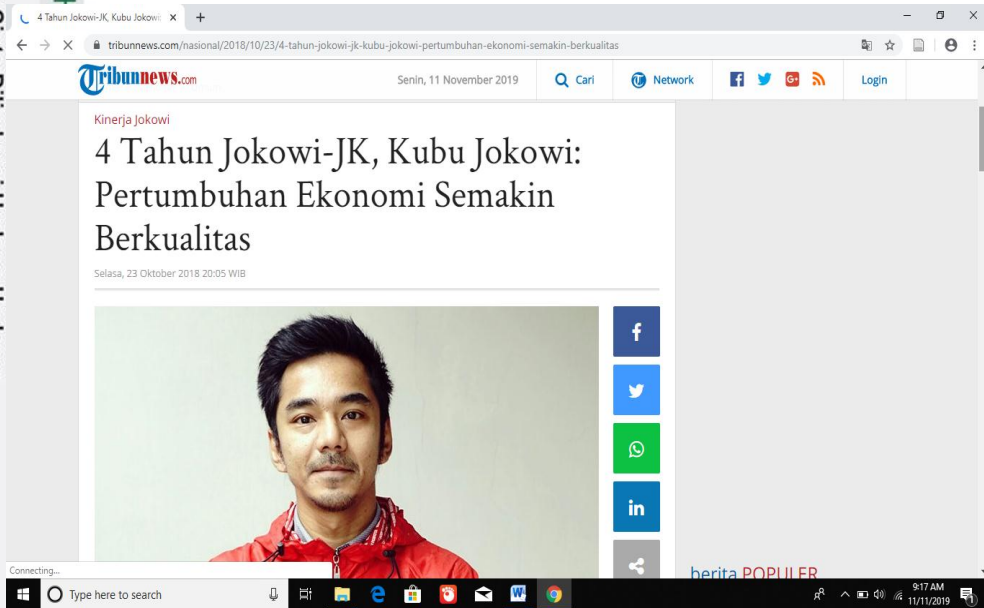 4 Tahun Jokowi-JK, Kubu Jokowi:
tribunnews.com/nasional/2018/10/23/4-tahun-jokowi-jk-kubu-jokowi-pertumbuhan-ekonomi-semakin-berkualitas
Tribunnews.com
Senin, 11 November 2019
Cari
Network
G+
Login
Kinerja Jokowi
4 Tahun Jokowi-JK, Kubu Jokowi:
Pertumbuhan Ekonomi Semakin
Berkualitas
Selasa, 23 Oktober 2018 20:05 WIB
in
berita POPULER
Connecting...
Type here to search
9:17 AM
11/11/2019